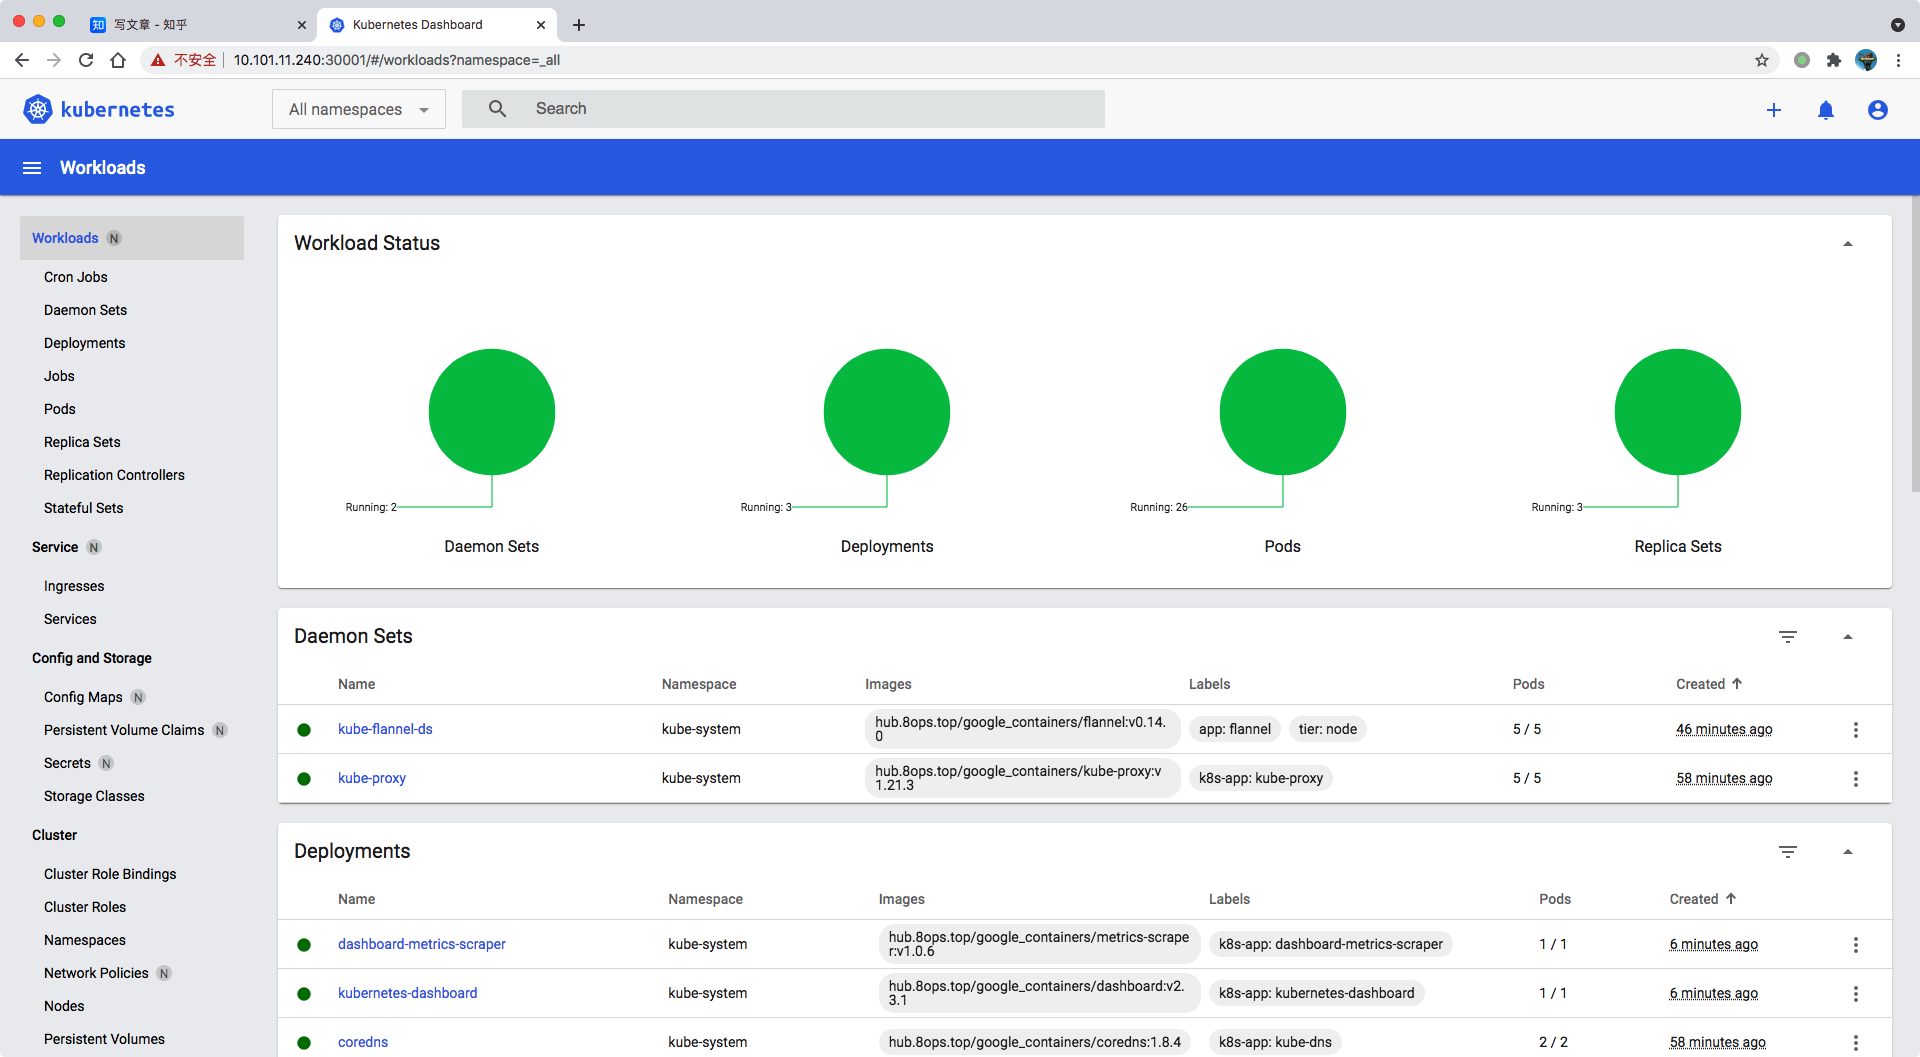 写文章 - 知乎
Kubernetes Dashboard
不安全
10.101.11.240:30001/#/workloads?namespace=_all
kubernetes
All namespaces
Search
Workloads
Workloads N
Cron Jobs
Daemon Sets
Deployments
Jobs
Pods
Replica Sets
Replication Controllers
Stateful Sets
Service N
Ingresses
Services
Config and Storage
Config Maps N
Persistent Volume Claims N
Secrets N
Storage Classes
Cluster
Cluster Role Bindings
Cluster Roles
Namespaces
Network Policies N
Nodes
Persistent Volumes
Workload Status
Running: 2
Running: 3
Running: 26
Running: 3
Daemon Sets
Deployments
Pods
Replica Sets
Daemon Sets
Name Namespace Images Labels Pods Created
kube-flannel-ds kube-system hub.8ops.top/google_containers/flannel:v0.14.
0 app: flannel tier: node 5 / 5 46 minutes ago
kube-proxy kube-system hub.8ops.top/google_containers/kube-proxy:v
1.21.3 k8s-app: kube-proxy 5 / 5 58 minutes ago
Deployments
Name Namespace Images Labels Pods Created
dashboard-metrics-scraper kube-system hub.8ops.top/google_containers/metrics-scrape
r:v1.0.6 k8s-app: dashboard-metrics-scraper 1 / 1 6 minutes ago
kubernetes-dashboard kube-system hub.8ops.top/google_containers/dashboard:v2.
3.1 k8s-app: kubernetes-dashboard 1 / 1 6 minutes ago
coredns kube-system hub.8ops.top/google_containers/coredns:1.8.4 k8s-app: kube-dns 2 / 2 58 minutes ago